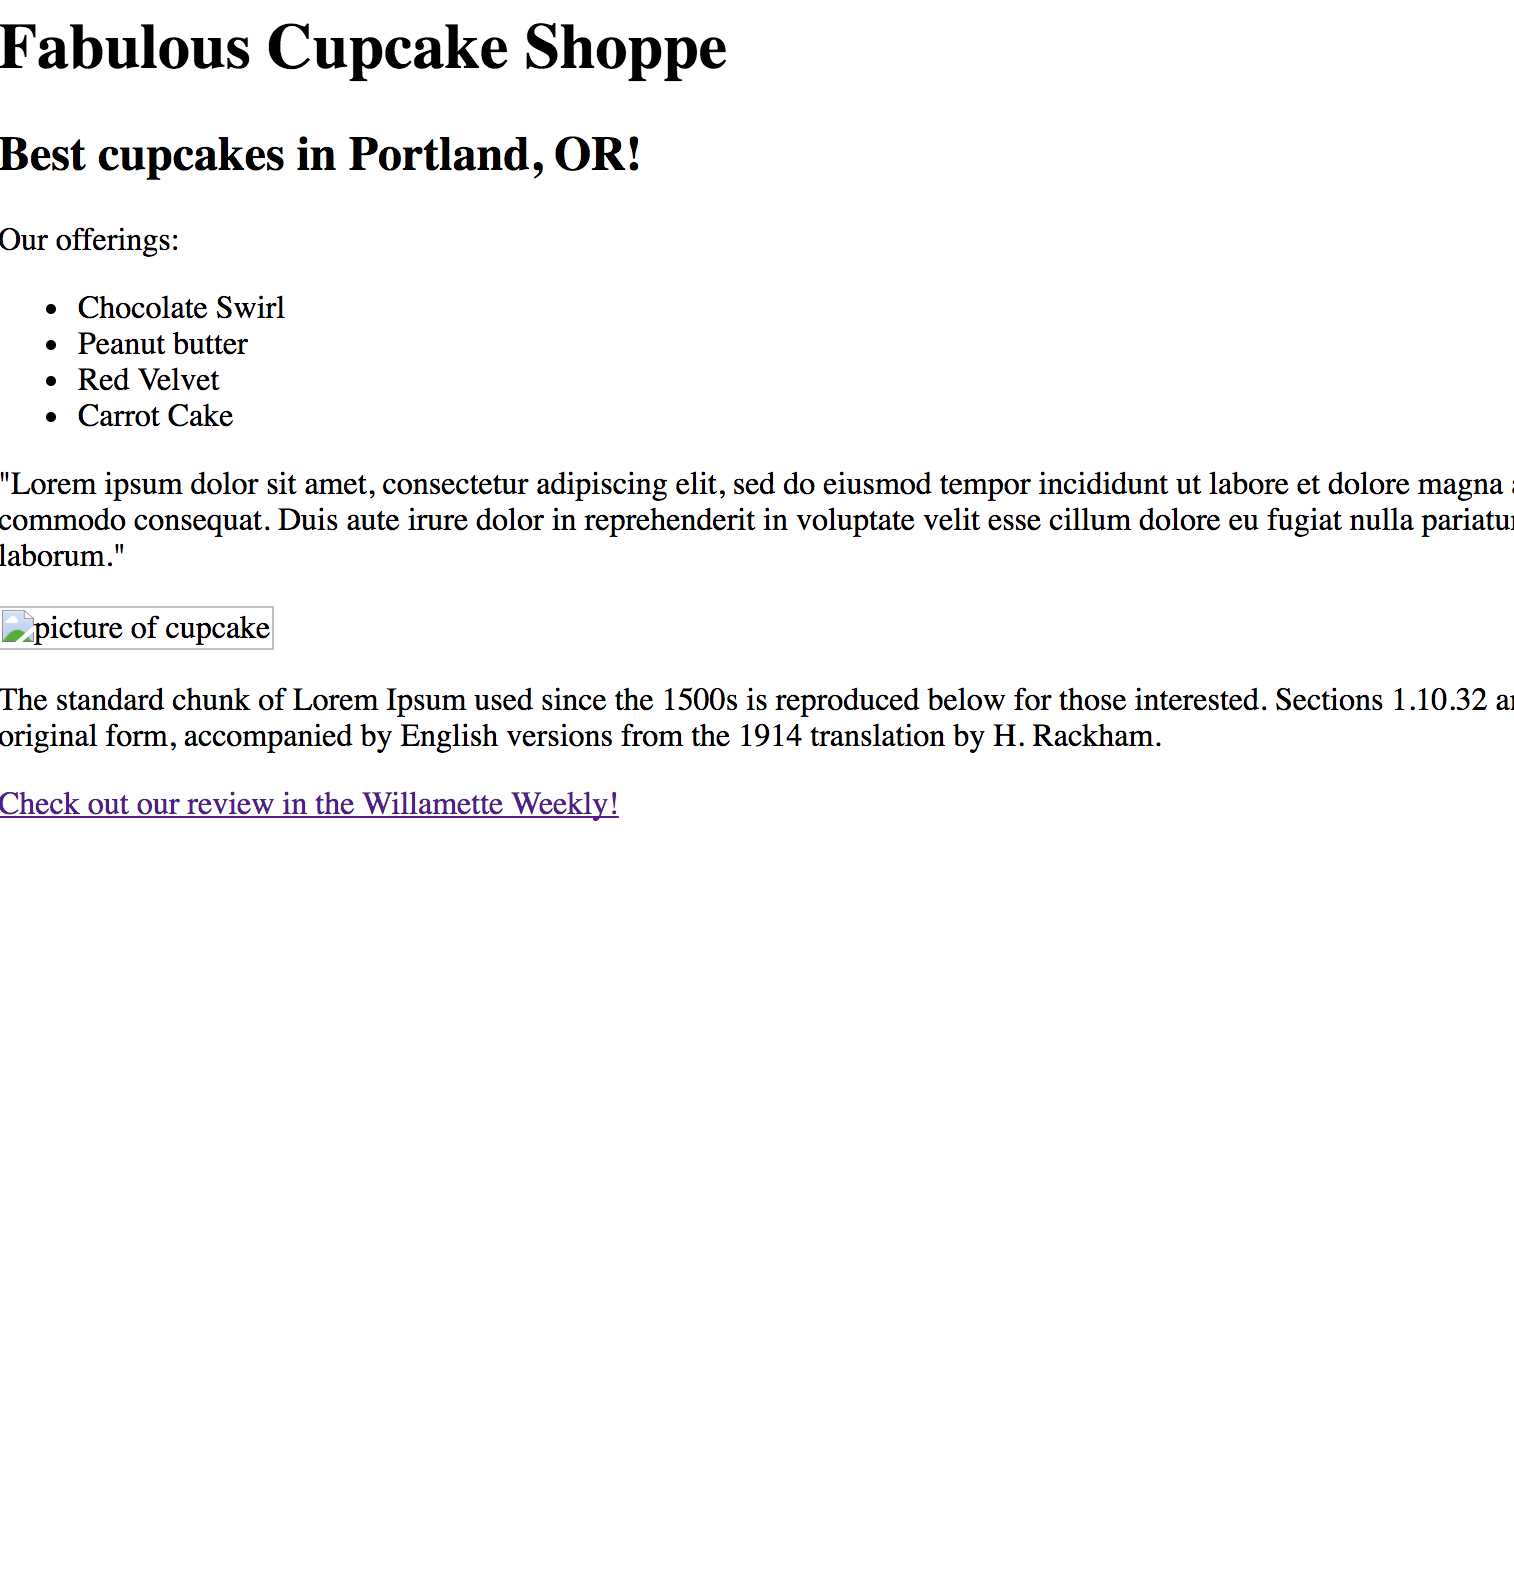 Fabulous Cupcake Shoppe
Best cupcakes in Portland, OR!
Our offerings:
• Chocolate Swirl
• Peanut butter
• Red Velvet
• Carrot Cake
"Lorem ipsum dolor sit amet, consectetur adipiscing elit, sed do eiusmod tempor incididunt ut labore et dolore magna
commodo consequat. Duis aute irure dolor in reprehenderit in voluptate velit esse cillum dolore eu fugiat nulla
laborum."
picture of cupcake
The standard chunk of Lorem Ipsum used since the 1500s is reproduced below for those interested. Sections 1.10.32
original form, accompanied by English versions from the 1914 translation by H. Rackham.
Check out our review in the Willamette Weekly!